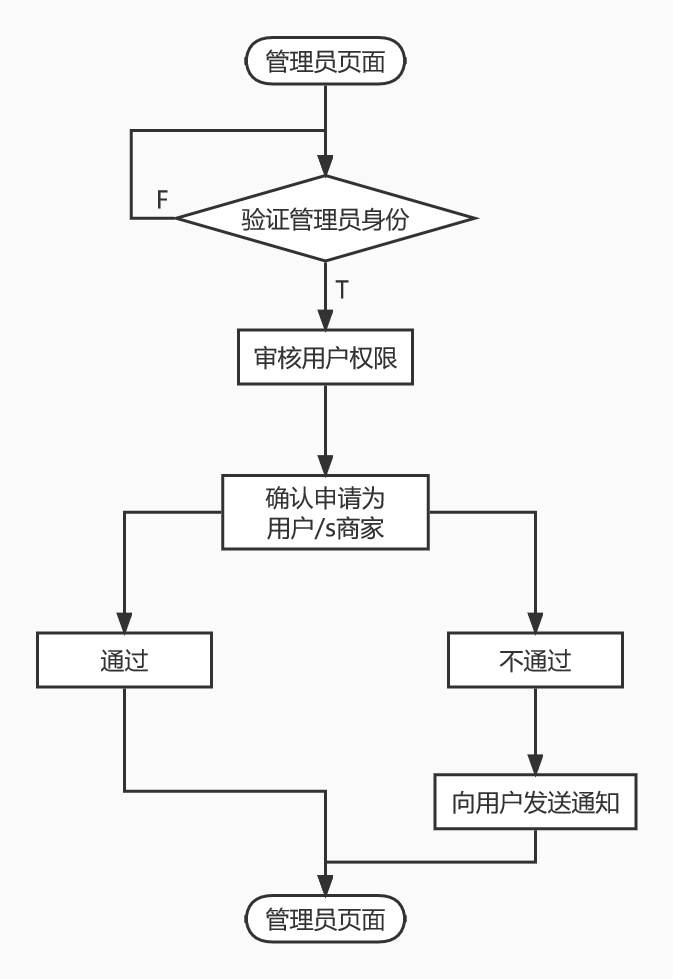 管理员页面
F
验证管理员身份
T
审核用户权限
确认申请为
用户/s商家
通过
不通过
向用户发送通知
管理员页面